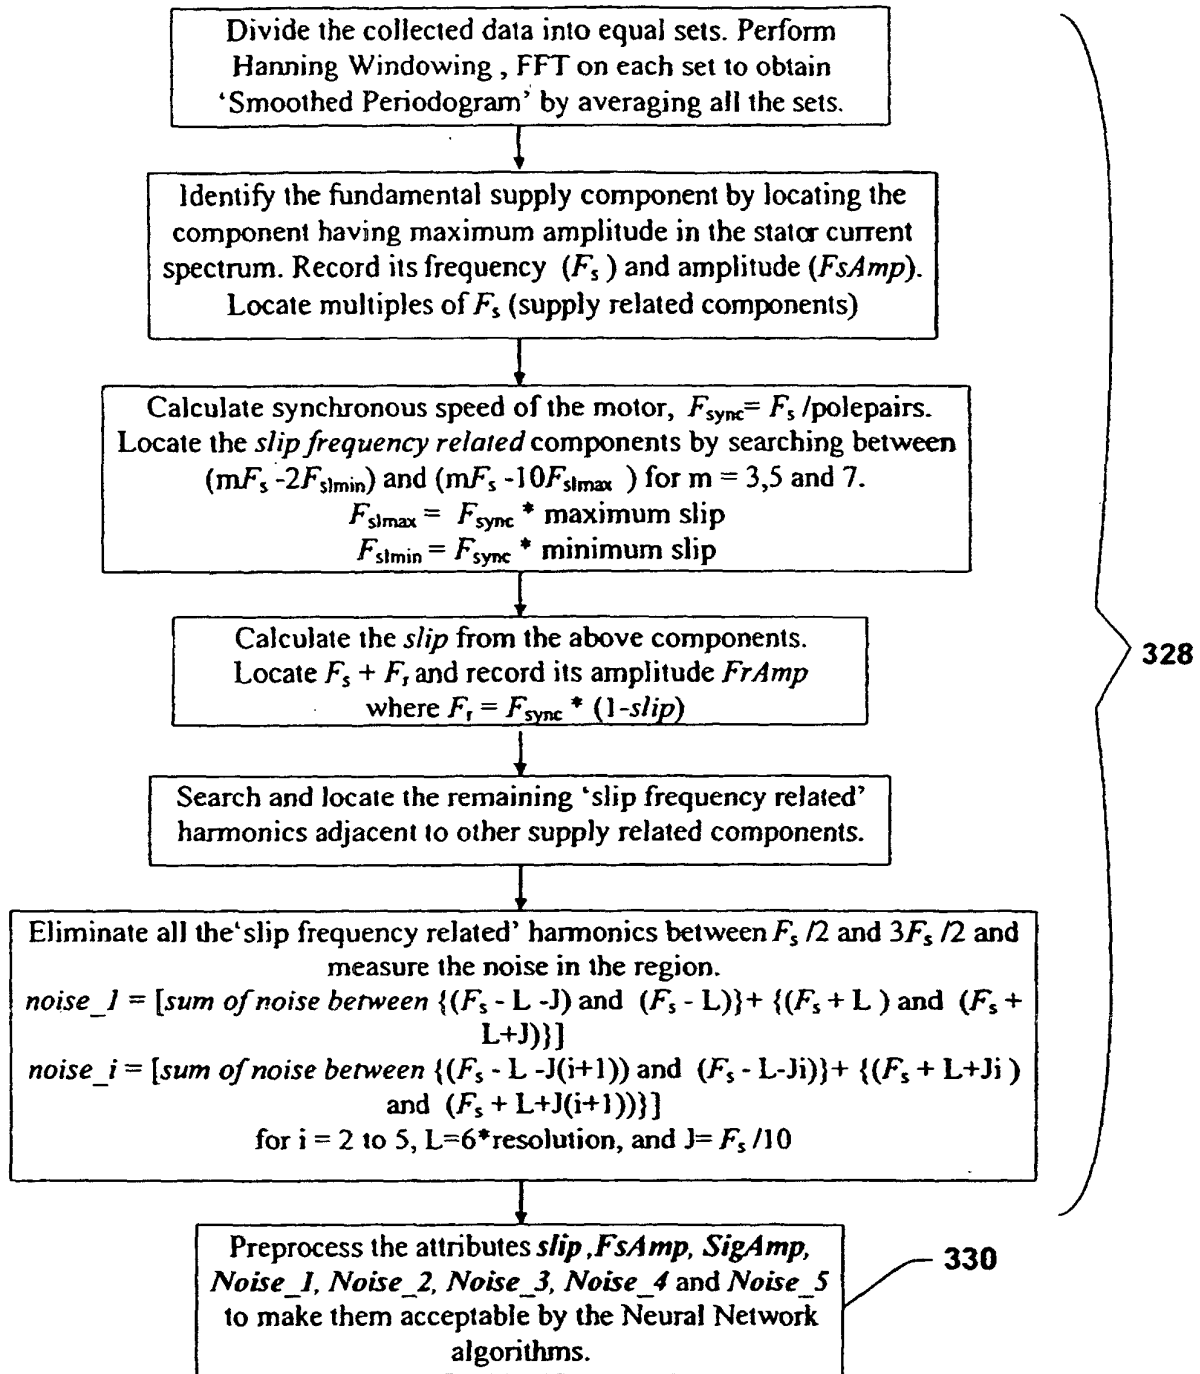 Divide the collected data into equal sets. Perform
Hanning Windowing , FFT on each set to obtain
‘Smoothed Periodogram’ by averaging all the sets.
Identify the fundamental supply component by locating the
component having maximum amplitude in the stator current
spectrum. Record its frequency (Fs ) and amplitude (FsAmp).
Locate multiples of Fs (supply related components)
Calculate synchronous speed of the motor, Fsync= Fs /polepairs.
Locate the slip frequency related components by searching between
(mFs -2Fslmin) and (mFs -10Fslmax ) for m = 3,5 and 7.
Fslmax = Fsync * maximum slip
Fslmin = Fsync * minimum slip
Calculate the slip from the above components.
Locate Fs + Fr and record its amplitude FrAmp
where Fr = Fsync * (1-slip)
328
Search and locate the remaining ‘slip frequency related’
harmonics adjacent to other supply related components.
Eliminate all the‘slip frequency related’ harmonics between Fs /2 and 3Fs /2 and
measure the noise in the region.
noise_1 = [sum of noise between {(Fs - L -J) and (Fs - L)}+ {(Fs + L ) and (Fs +
L+J)}]
noise_i = [sum of noise between {(Fs - L -J(i+1)) and (Fs - L-Ji)}+ {(Fs + L+Ji )
and (Fs + L+J(i+1))}]
for i = 2 to 5, L=6*resolution, and J= Fs /10
Preprocess the attributes slip ,FsAmp, SigAmp,
Noise_1, Noise_2, Noise_3, Noise_4 and Noise_5
to make them acceptable by the Neural Network
algorithms.
330